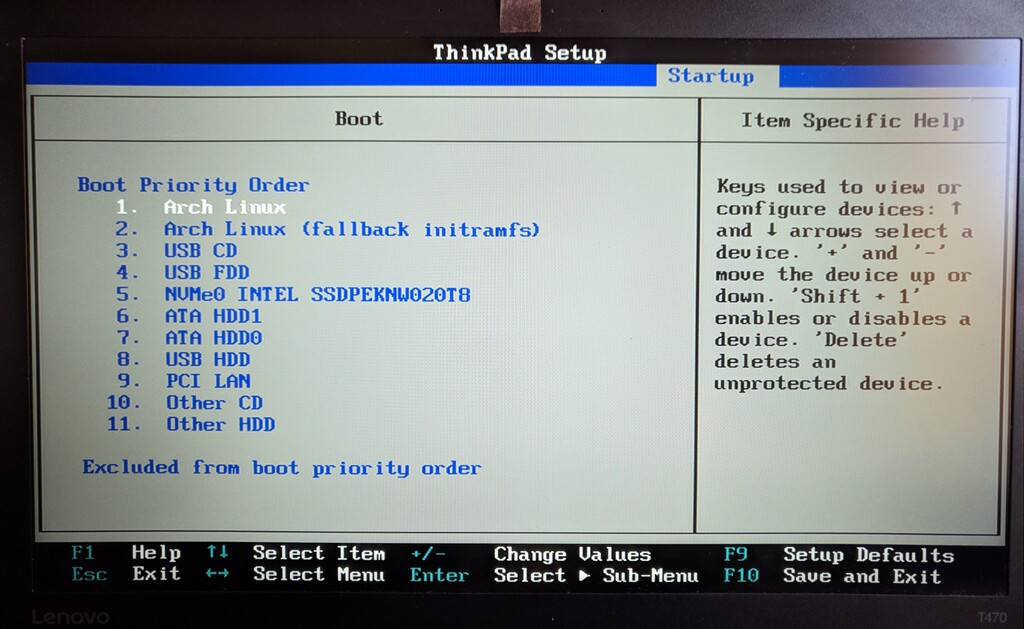 ThinkPad Setup
Startup
Boot
Item Specific Help
Boot Priority Order
1. Arch Linux
2. Arch Linux (fallback initramfs)
3. USB CD
4. USB FDD
5. NVMe0 INTEL SSDPEKNW020T8
6. ATA HDD1
7. ATA HDD0
8. USB HDD
9. PCI LAN
10. Other CD
11. Other HDD
Excluded from boot priority order
Keys used to view or
configure devices: ↑
and ↓ arrows select a
device. '+' and '-'
move the device up or
down. 'Shift + 1'
enables or disables a
device. 'Delete'
deletes an
unprotected device.
F1 Help ↑↓ Select Item +/- Change Values F9 Setup Defaults
Esc Exit ↔ Select Menu Enter Select ▶ Sub-Menu F10 Save and Exit
Lenovo
T470